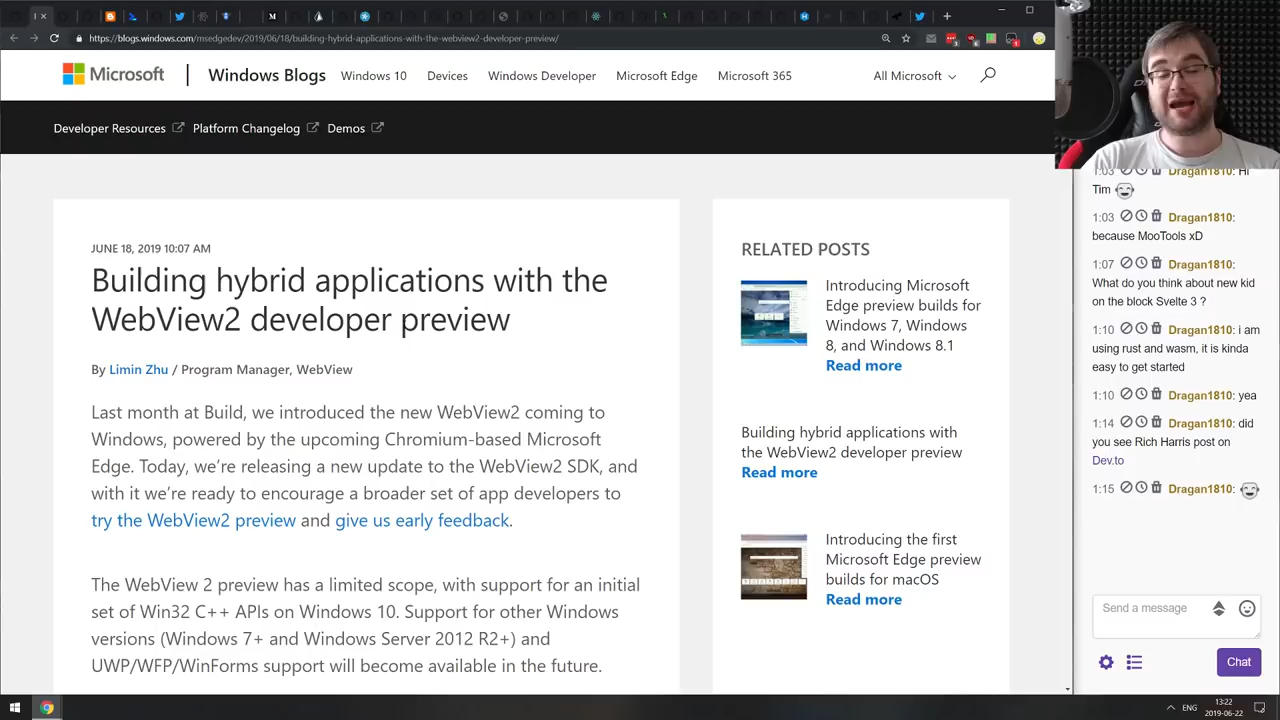 https://blogs.windows.com/msedgedev/2019/06/18/building-hybrid-applications-with-the-webview2-developer-preview/
Microsoft
Windows Blogs
Windows 10
Devices
Windows Developer
Microsoft Edge
Microsoft 365
All Microsoft
Developer Resources
Platform Changelog
Demos
JUNE 18, 2019 10:07 AM
Building hybrid applications with the
WebView2 developer preview
By Limin Zhu / Program Manager, WebView
Last month at Build, we introduced the new WebView2 coming to
Windows, powered by the upcoming Chromium-based Microsoft
Edge. Today, we're releasing a new update to the WebView2 SDK, and
with it we're ready to encourage a broader set of app developers to
try the WebView2 preview and give us early feedback.
The WebView 2 preview has a limited scope, with support for an initial
set of Win32 C++ APIs on Windows 10. Support for other Windows
versions (Windows 7+ and Windows Server 2012 R2+) and
UWP/WFP/WinForms support will become available in the future.
RELATED POSTS
Introducing Microsoft
Edge preview builds for
Windows 7, Windows
8, and Windows 8.1
Read more
Building hybrid applications with
the WebView2 developer preview
Read more
Introducing the first
Microsoft Edge preview
builds for macOS
Read more
1:03 Dragan1810: Hi
Tim
1:03 Dragan1810:
because MooTools xD
1:07 Dragan1810:
What do you think about new kid
on the block Svelte 3 ?
1:10 Dragan1810: i am
using rust and wasm, it is kinda
easy to get started
1:10 Dragan1810: yea
1:14 Dragan1810: did
you see Rich Harris post on
Dev.to
1:15 Dragan1810:
Send a message
Chat
ENG
13:22
2019-06-22